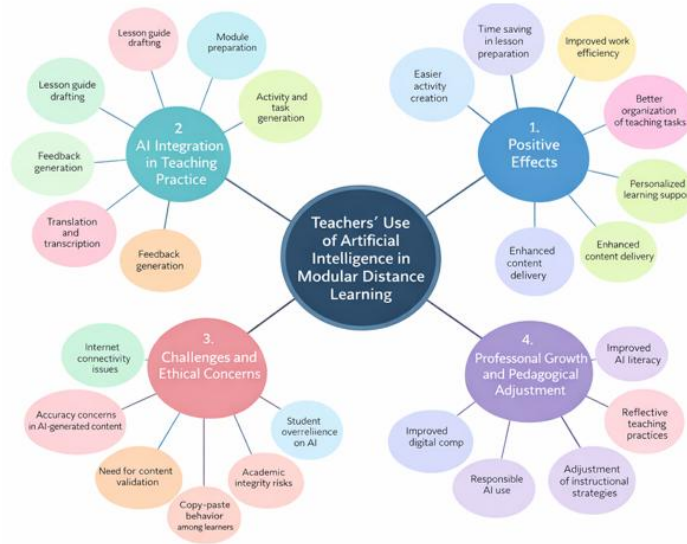 Teachers´ Use
of Artificial
Intelligence in
Modular Distance
Learning
1.
Positive
Effects
Easier
activity
creation
Time saving
in lesson
preparation
Improved work
efficiency
Better
organization
of teaching tasks
Personalized
learning suppo
Enhanced
content delivery
Enhanced
content
delivery
2
AI Integration
in Teaching
Practice
Lesson guide
drafting
Lesson guide
drafting
Module
preparation
Activity and
task
generation
Feedback
generation
Translation
and
transcription
Feedback
generation
3.
Challenges and
Ethical Concerns
Internet
connectivity
issues
Accuracy concerns
in AI-generated content
Need for content
validation
Copy-paste
behavior
among learners
Academic
integrity risks
Student
overreliience
on AI
4.
Professonal Growth
and Pedagogical
Adjustment
Improved
AI literacy
Reflective
teaching
practices
Adjustment
of instructional
strategies
Responsible
AI use
Improved
digital comp